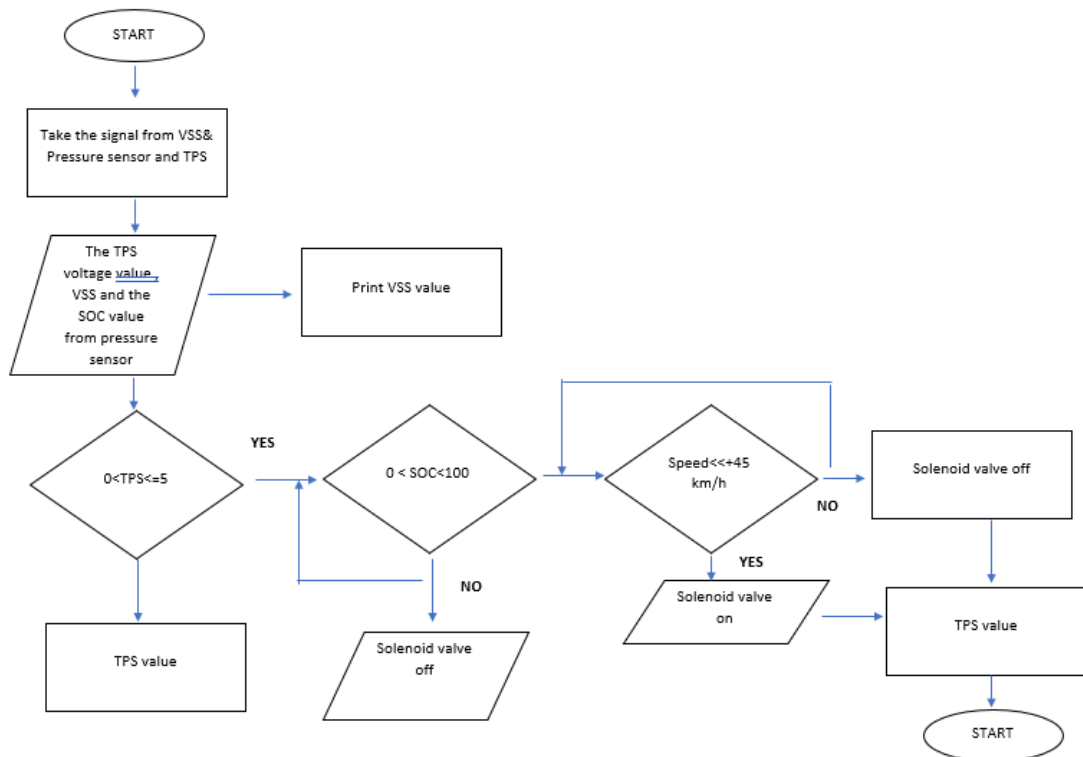 START
Take the signal from VSS&
Pressure sensor and TPS
The TPS
voltage value,
VSS and the
SOC value
from pressure
sensor
Print VSS value
0<TPS<=5
YES
0 < SOC<100
NO
Speed<<+45
km/h
NO
YES
Solenoid valve off
TPS value
Solenoid valve
off
Solenoid valve
on
TPS value
START